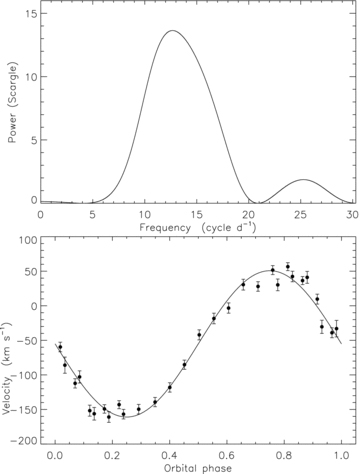 15
10
5
0
Power (Scargle)
0 5 10 15 20 25 30
Frequency (cycle d⁻¹)
100
50
0
−50
−100
−150
−200
Velocity (km s⁻¹)
0.0 0.2 0.4 0.6 0.8 1.0
Orbital phase